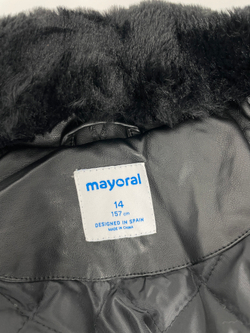 mayoral
14
157 cm
DESIGNED IN SPAIN
MADE IN China